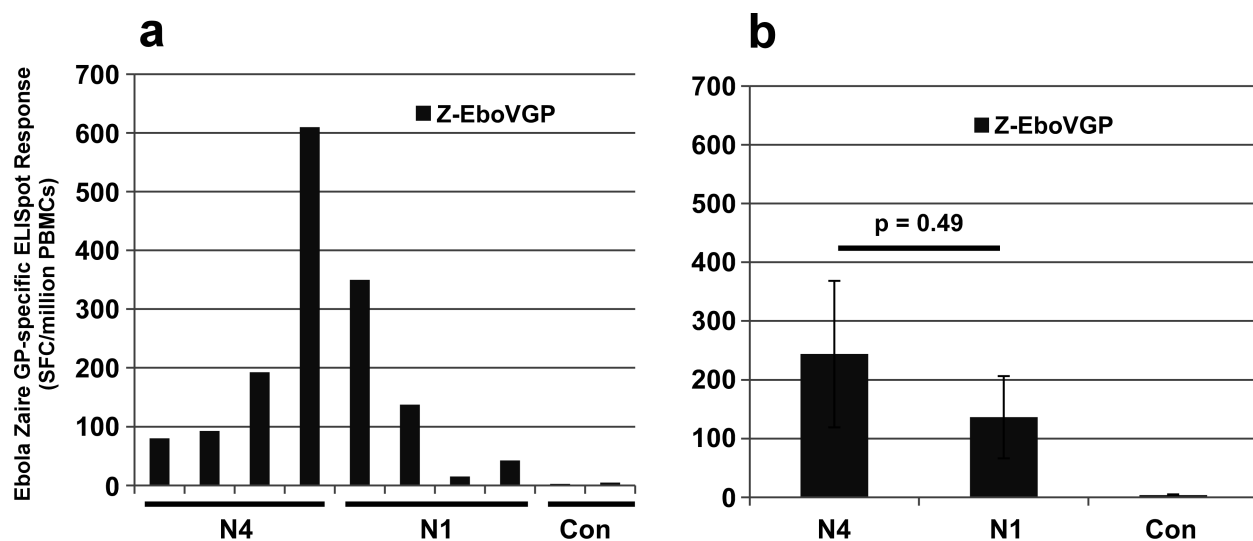 a
Ebola Zaire GP-specific ELISpot Response
(SFC/million PBMCs)
700
600
500
400
300
200
100
0
Z-EboVGP
N4 N1 Con
b
700
600
500
400
300
200
100
0
Z-EboVGP
p = 0.49
N4 N1 Con